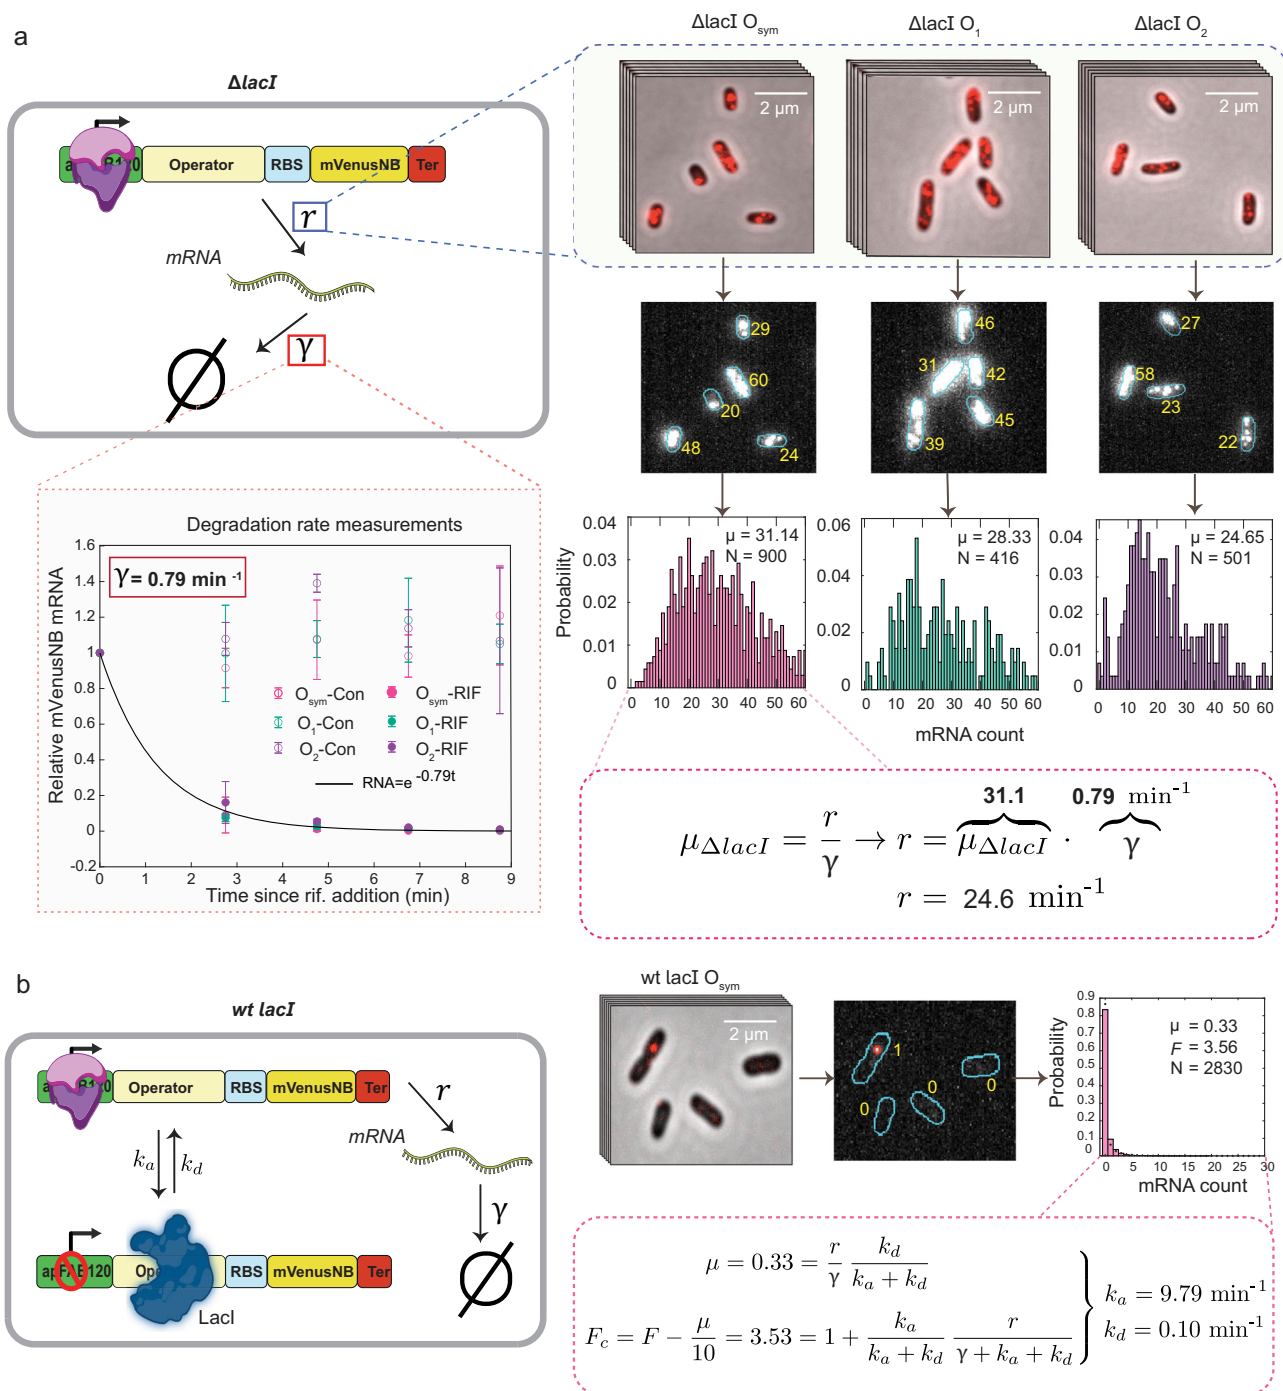 a
ΔlacI
apFAB120
Operator
RBS
mVenusNB
Ter
r
mRNA
γ
∅
Degradation rate measurements
γ = 0.79 min -1
Relative mVenusNB mRNA
1.6
1.4
1.2
1
0.8
0.6
0.4
0.2
0
-0.2
Osym-Con
Osym-RIF
O1-Con
O1-RIF
O2-Con
O2-RIF
RNA=e -0.79t
0 1 2 3 4 5 6 7 8 9
Time since rif. addition (min)
ΔlacI Osym
ΔlacI O1
ΔlacI O2
2 µm
2 µm
2 µm
29
60
20
48
24
46
31
42
45
39
27
58
23
22
Probability
0.04
0.03
0.02
0.01
0
µ = 31.14
N = 900
0 10 20 30 40 50 60
0.06
0.04
0.02
0
µ = 28.33
N = 416
0 10 20 30 40 50 60
0.04
0.03
0.02
0.01
0
µ = 24.65
N = 501
0 10 20 30 40 50 60
mRNA count
31.1 0.79 min-1
μΔlacI = r/γ → r = μΔlacI · γ
r = 24.6 min-1
b
wt lacI
apFAB120
Operator
RBS
mVenusNB
Ter
r
mRNA
ka
kd
γ
∅
apFAB120
Operator
RBS
mVenusNB
Ter
LacI
wt lacI Osym
2 µm
1
0
0
0
Probability
0.9
0.8
0.7
0.6
0.5
0.4
0.3
0.2
0.1
0
µ = 0.33
F = 3.56
N = 2830
0 5 10 15 20 25 30
mRNA count
μ = 0.33 = r/γ kd/(ka + kd)
Fc = F − μ/10 = 3.53 = 1 + ka/(ka + kd) r/(γ + ka + kd)
ka = 9.79 min-1
kd = 0.10 min-1